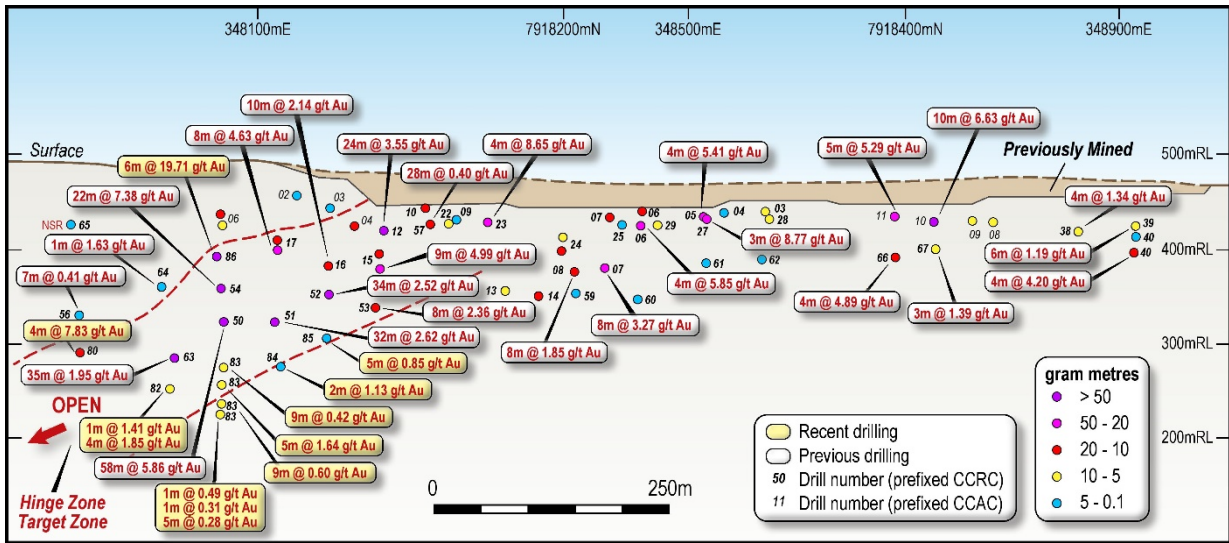 348100mE
7918200mN
348500mE
7918400mN
348900mE
10m @ 2.14 g/t Au
8m @ 4.63 g/t Au
24m @ 3.55 g/t Au
4m @ 8.65 g/t Au
4m @ 5.41 g/t Au
5m @ 5.29 g/t Au
10m @ 6.63 g/t Au
Surface
500mRL
Previously Mined
6m @ 19.71 g/t Au
28m @ 0.40 g/t Au
22m @ 7.38 g/t Au
4m @ 1.34 g/t Au
02
03
04
06
NSR
65
10
22
09
57
12
23
07
06
05
04
03
28
25
06
29
27
11
10
09
08
38
39
40
40
400mRL
1m @ 1.63 g/t Au
17
86
16
15
24
08
07
61
62
66
67
3m @ 8.77 g/t Au
6m @ 1.19 g/t Au
9m @ 4.99 g/t Au
7m @ 0.41 g/t Au
64
54
52
34m @ 2.52 g/t Au
4m @ 5.85 g/t Au
4m @ 4.20 g/t Au
13
14
59
60
4m @ 4.89 g/t Au
3m @ 1.39 g/t Au
56
50
51
53
8m @ 2.36 g/t Au
8m @ 3.27 g/t Au
4m @ 7.83 g/t Au
80
85
32m @ 2.62 g/t Au
8m @ 1.85 g/t Au
300mRL
63
35m @ 1.95 g/t Au
83
84
5m @ 0.85 g/t Au
82
83
2m @ 1.13 g/t Au
OPEN
83
83
9m @ 0.42 g/t Au
1m @ 1.41 g/t Au
4m @ 1.85 g/t Au
5m @ 1.64 g/t Au
200mRL
58m @ 5.86 g/t Au
9m @ 0.60 g/t Au
Hinge Zone
Target Zone
1m @ 0.49 g/t Au
1m @ 0.31 g/t Au
5m @ 0.28 g/t Au
0
250m
Recent drilling
Previous drilling
50 Drill number (prefixed CCRC)
11 Drill number (prefixed CCAC)
gram metres
> 50
50 - 20
20 - 10
10 - 5
5 - 0.1